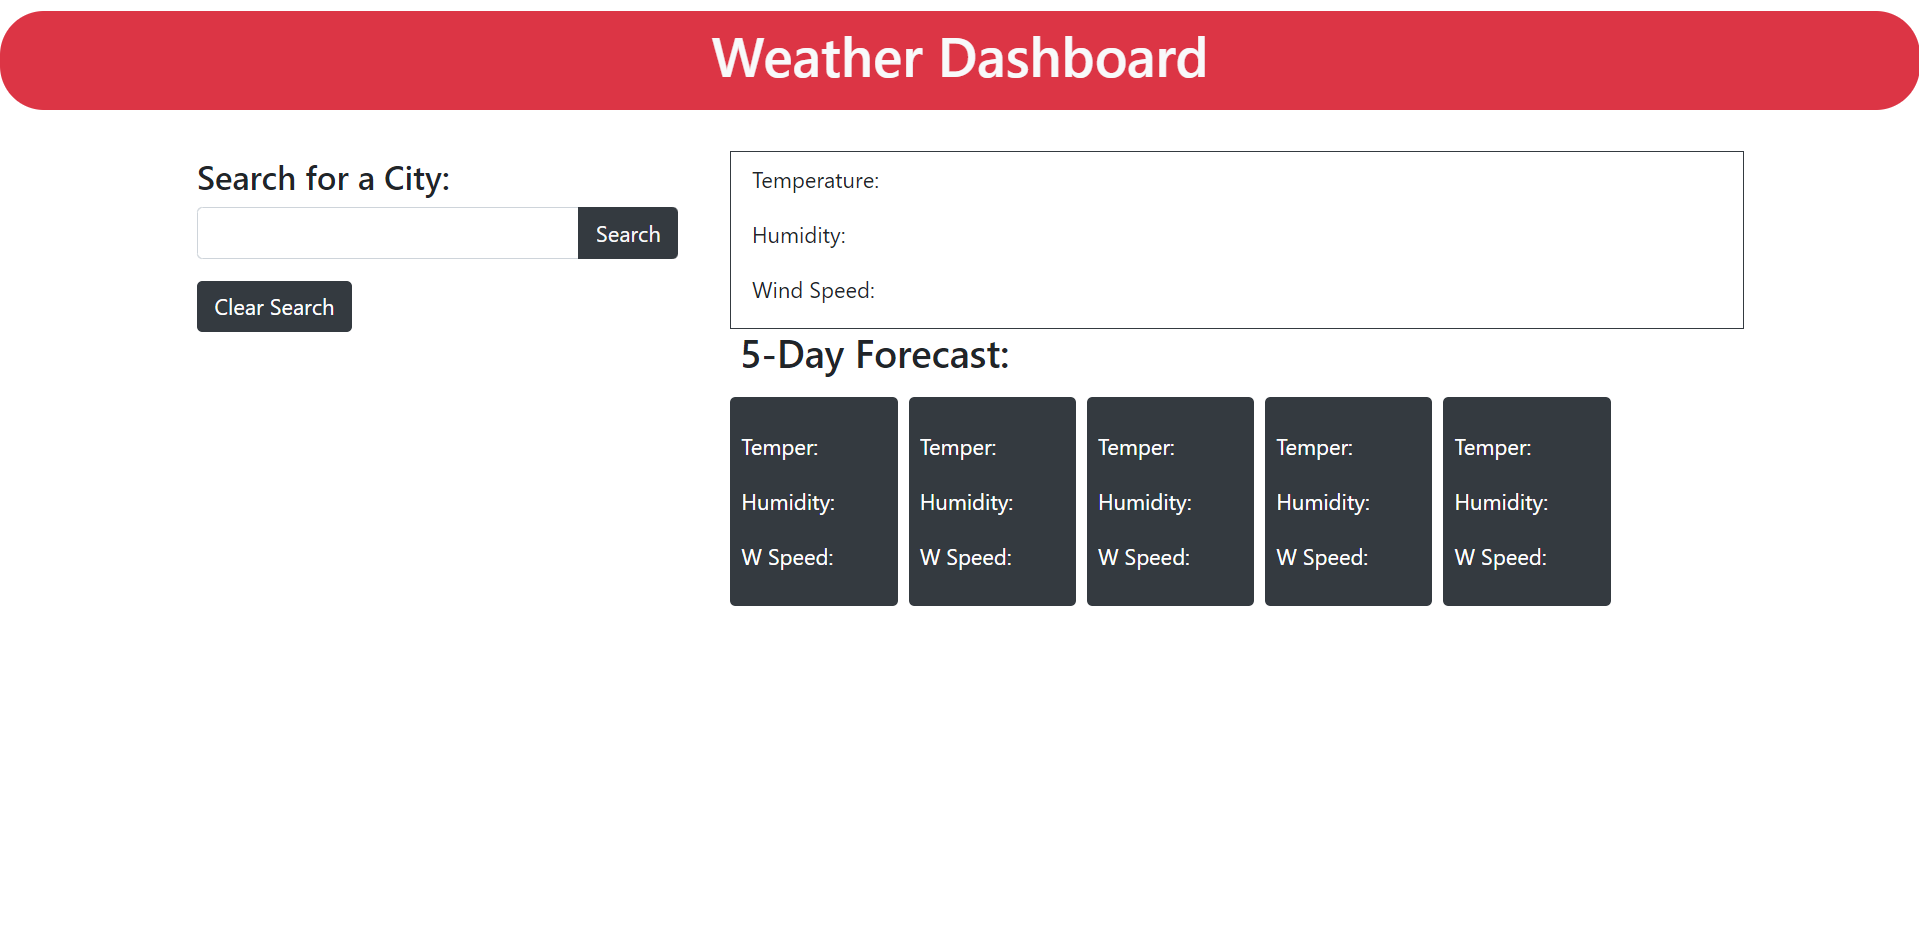 Weather Dashboard
Search for a City:
Search
Clear Search
Temperature:
Humidity:
Wind Speed:
5-Day Forecast:
Temper:
Humidity:
W Speed:
Temper:
Humidity:
W Speed:
Temper:
Humidity:
W Speed:
Temper:
Humidity:
W Speed:
Temper:
Humidity:
W Speed: